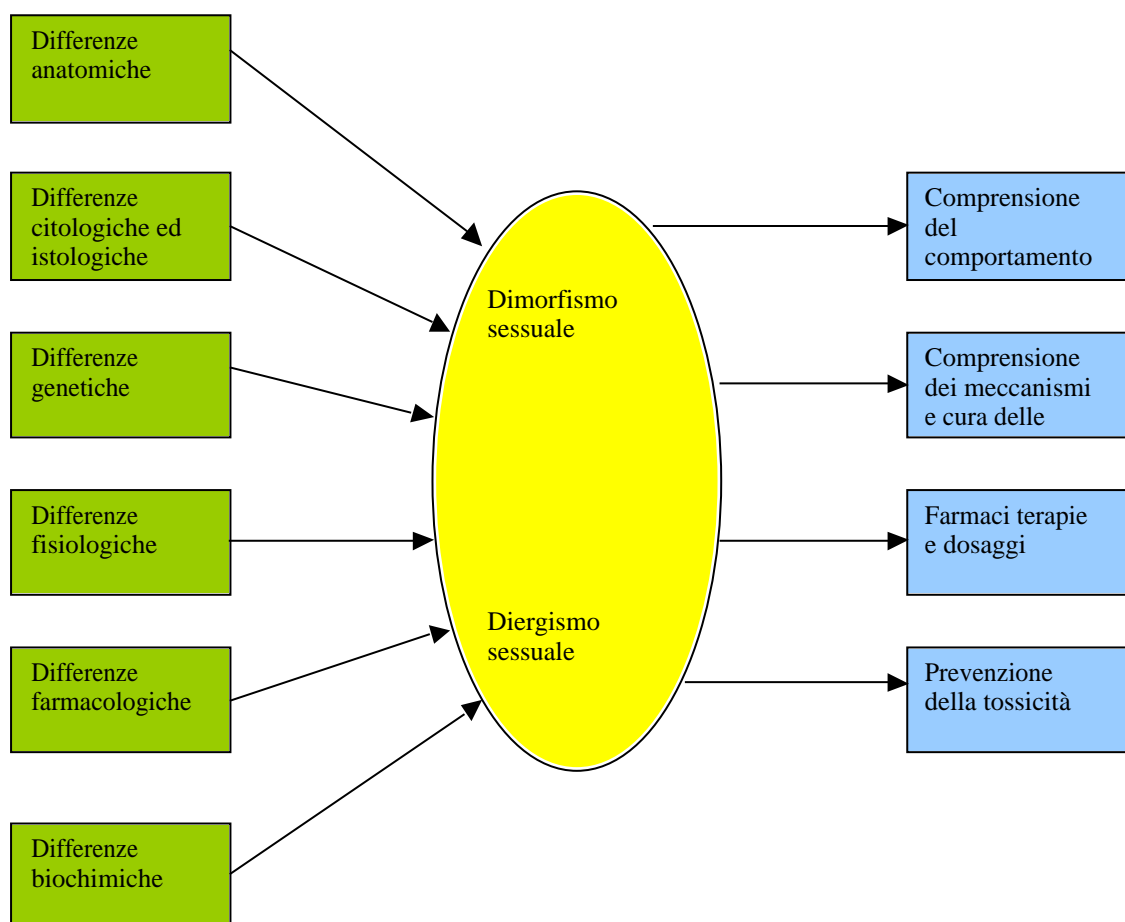 Differenze
anatomiche
Differenze
citologiche ed
istologiche
Differenze
genetiche
Differenze
fisiologiche
Differenze
farmacologiche
Differenze
biochimiche
Dimorfismo
sessuale
Diergismo
sessuale
Comprensione
del
comportamento
Comprensione
dei meccanismi
e cura delle
Farmaci terapie
e dosaggi
Prevenzione
della tossicità